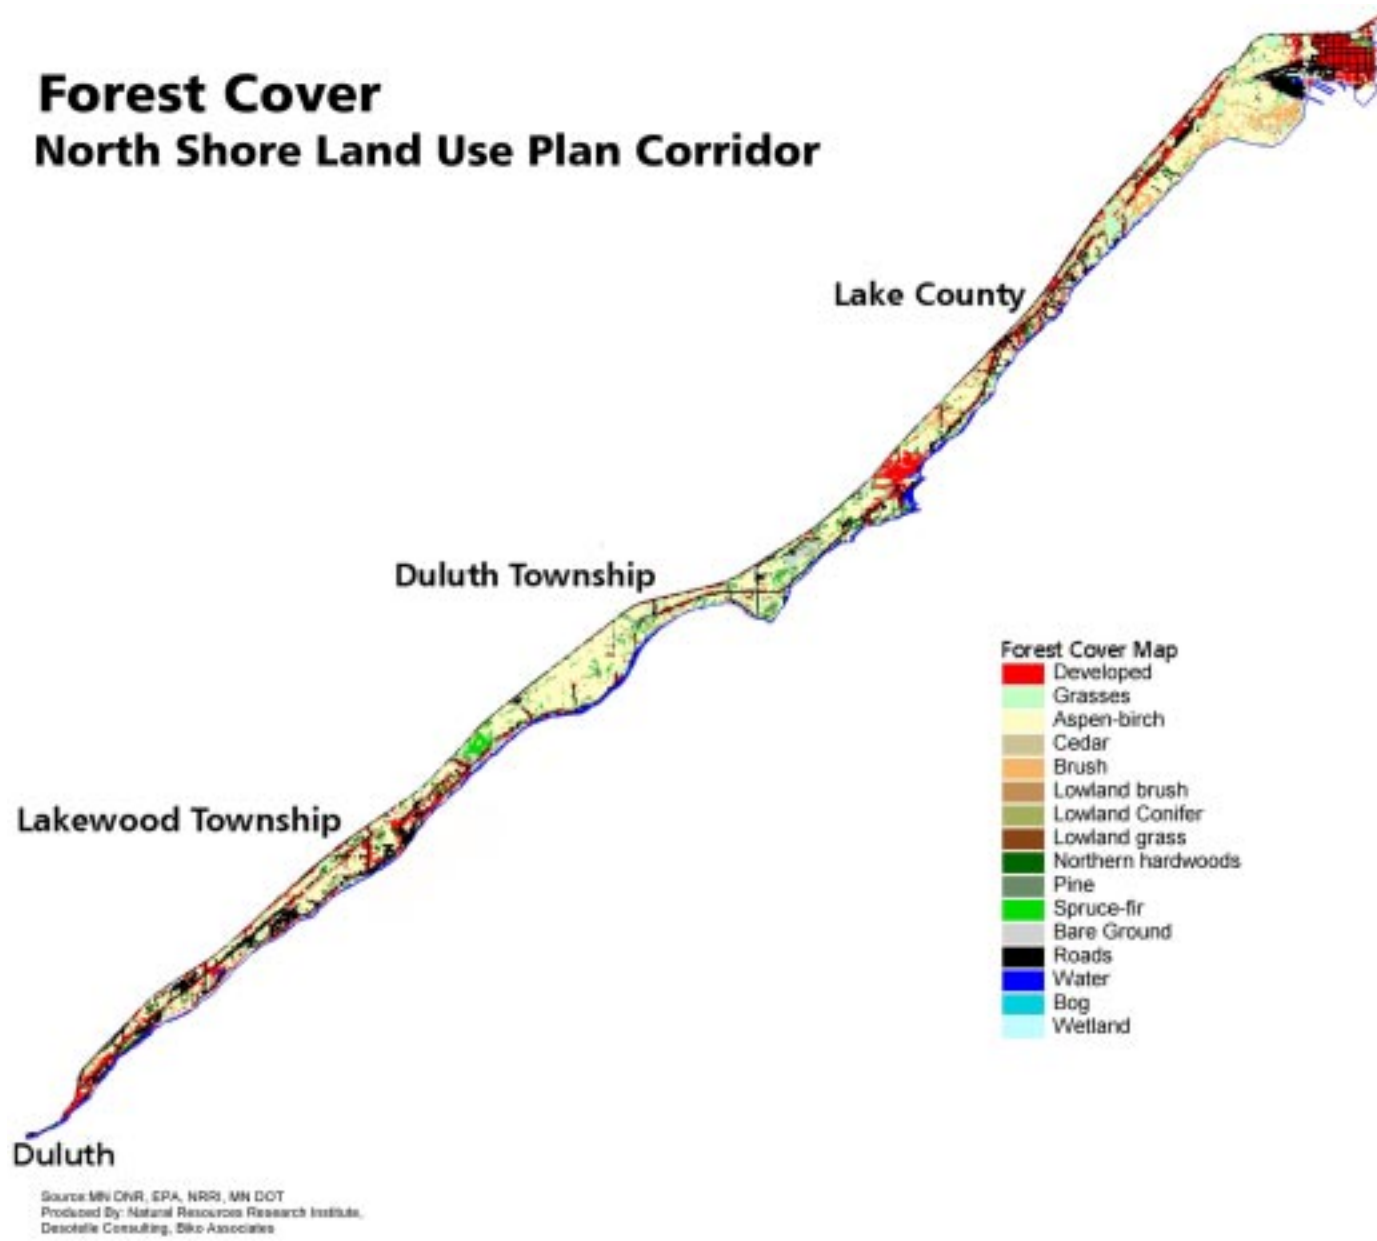 Forest Cover
North Shore Land Use Plan Corridor
Lake County
Duluth Township
Lakewood Township
Duluth
Forest Cover Map
Developed
Grasses
Aspen-birch
Cedar
Brush
Lowland brush
Lowland Conifer
Lowland grass
Northern hardwoods
Pine
Spruce-fir
Bare Ground
Roads
Water
Bog
Wetland
Source:MN DNR, EPA, NRRI, MN DOT
Produced By: Natural Resources Research Institute,
Desotelle Consulting, Biko Associates